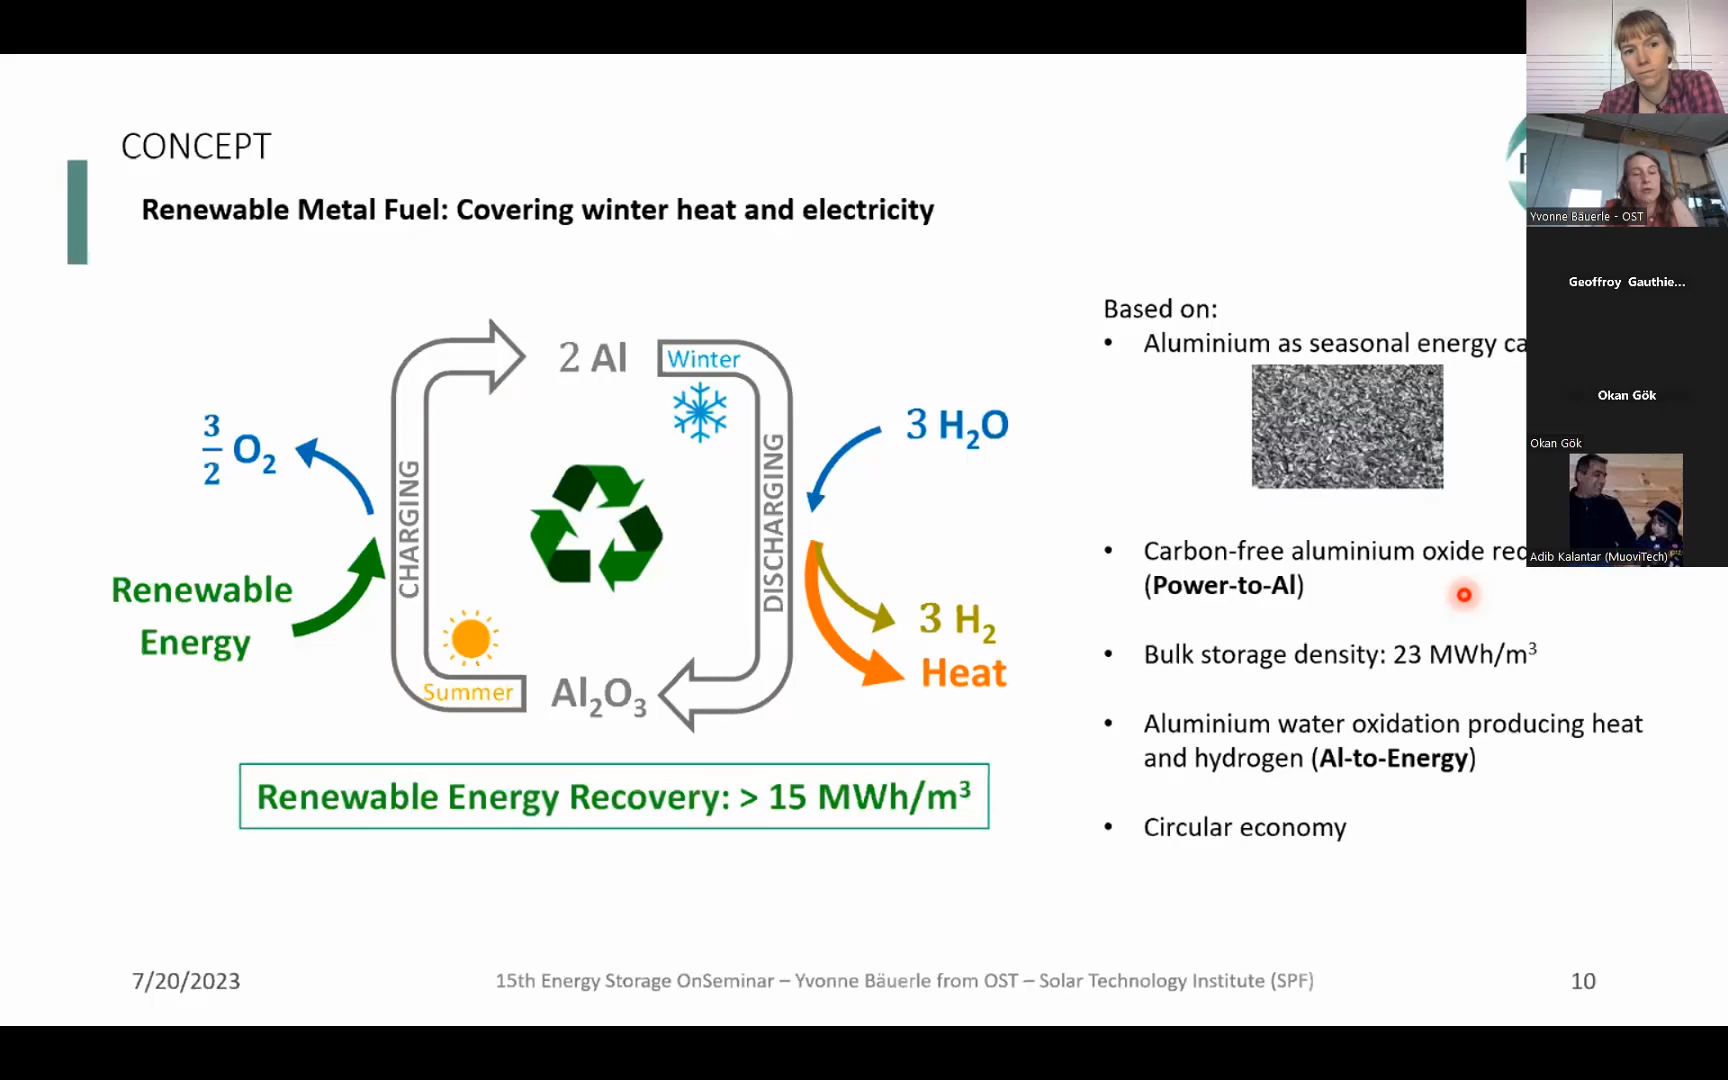 CONCEPT
Renewable Metal Fuel: Covering winter heat and electricity
2 Al
Winter
3 H₂O
3/2 O₂
CHARGING
DISCHARGING
Renewable
Energy
3 H₂
Heat
Summer
Al₂O₃
Renewable Energy Recovery: > 15 MWh/m³
Based on:
• Aluminium as seasonal energy ca
• Carbon-free aluminium oxide red
(Power-to-Al)
• Bulk storage density: 23 MWh/m³
• Aluminium water oxidation producing heat
and hydrogen (Al-to-Energy)
• Circular economy
7/20/2023
15th Energy Storage OnSeminar – Yvonne Bäuerle from OST – Solar Technology Institute (SPF)
10
Yvonne Bäuerle - OST
Geoffroy Gauthie...
Okan Gök
Okan Gök
Adib Kalantar (MuoviTech)